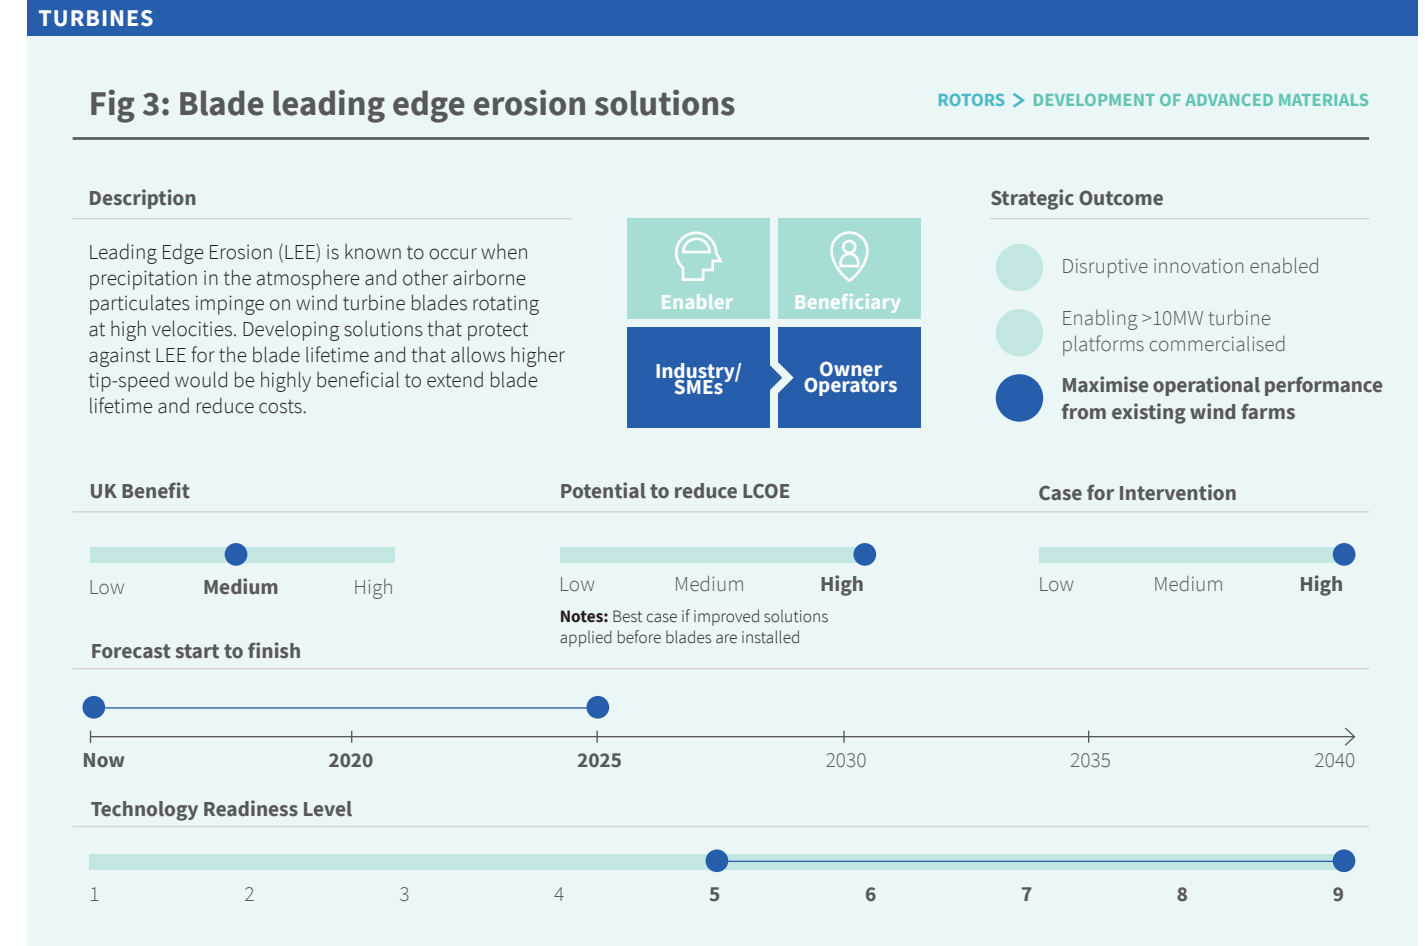 TURBINES
Fig 3: Blade leading edge erosion solutions
ROTORS > DEVELOPMENT OF ADVANCED MATERIALS
Description
Leading Edge Erosion (LEE) is known to occur when
precipitation in the atmosphere and other airborne
particulates impinge on wind turbine blades rotating
at high velocities. Developing solutions that protect
against LEE for the blade lifetime and that allows higher
tip-speed would be highly beneficial to extend blade
lifetime and reduce costs.
Enabler
Beneficiary
Industry/
SMEs
Owner
Operators
Strategic Outcome
Disruptive innovation enabled
Enabling >10MW turbine
platforms commercialised
Maximise operational performance
from existing wind farms
UK Benefit
Low Medium High
Potential to reduce LCOE
Low Medium High
Notes: Best case if improved solutions
applied before blades are installed
Case for Intervention
Low Medium High
Forecast start to finish
Now 2020 2025 2030 2035 2040
Technology Readiness Level
1 2 3 4 5 6 7 8 9